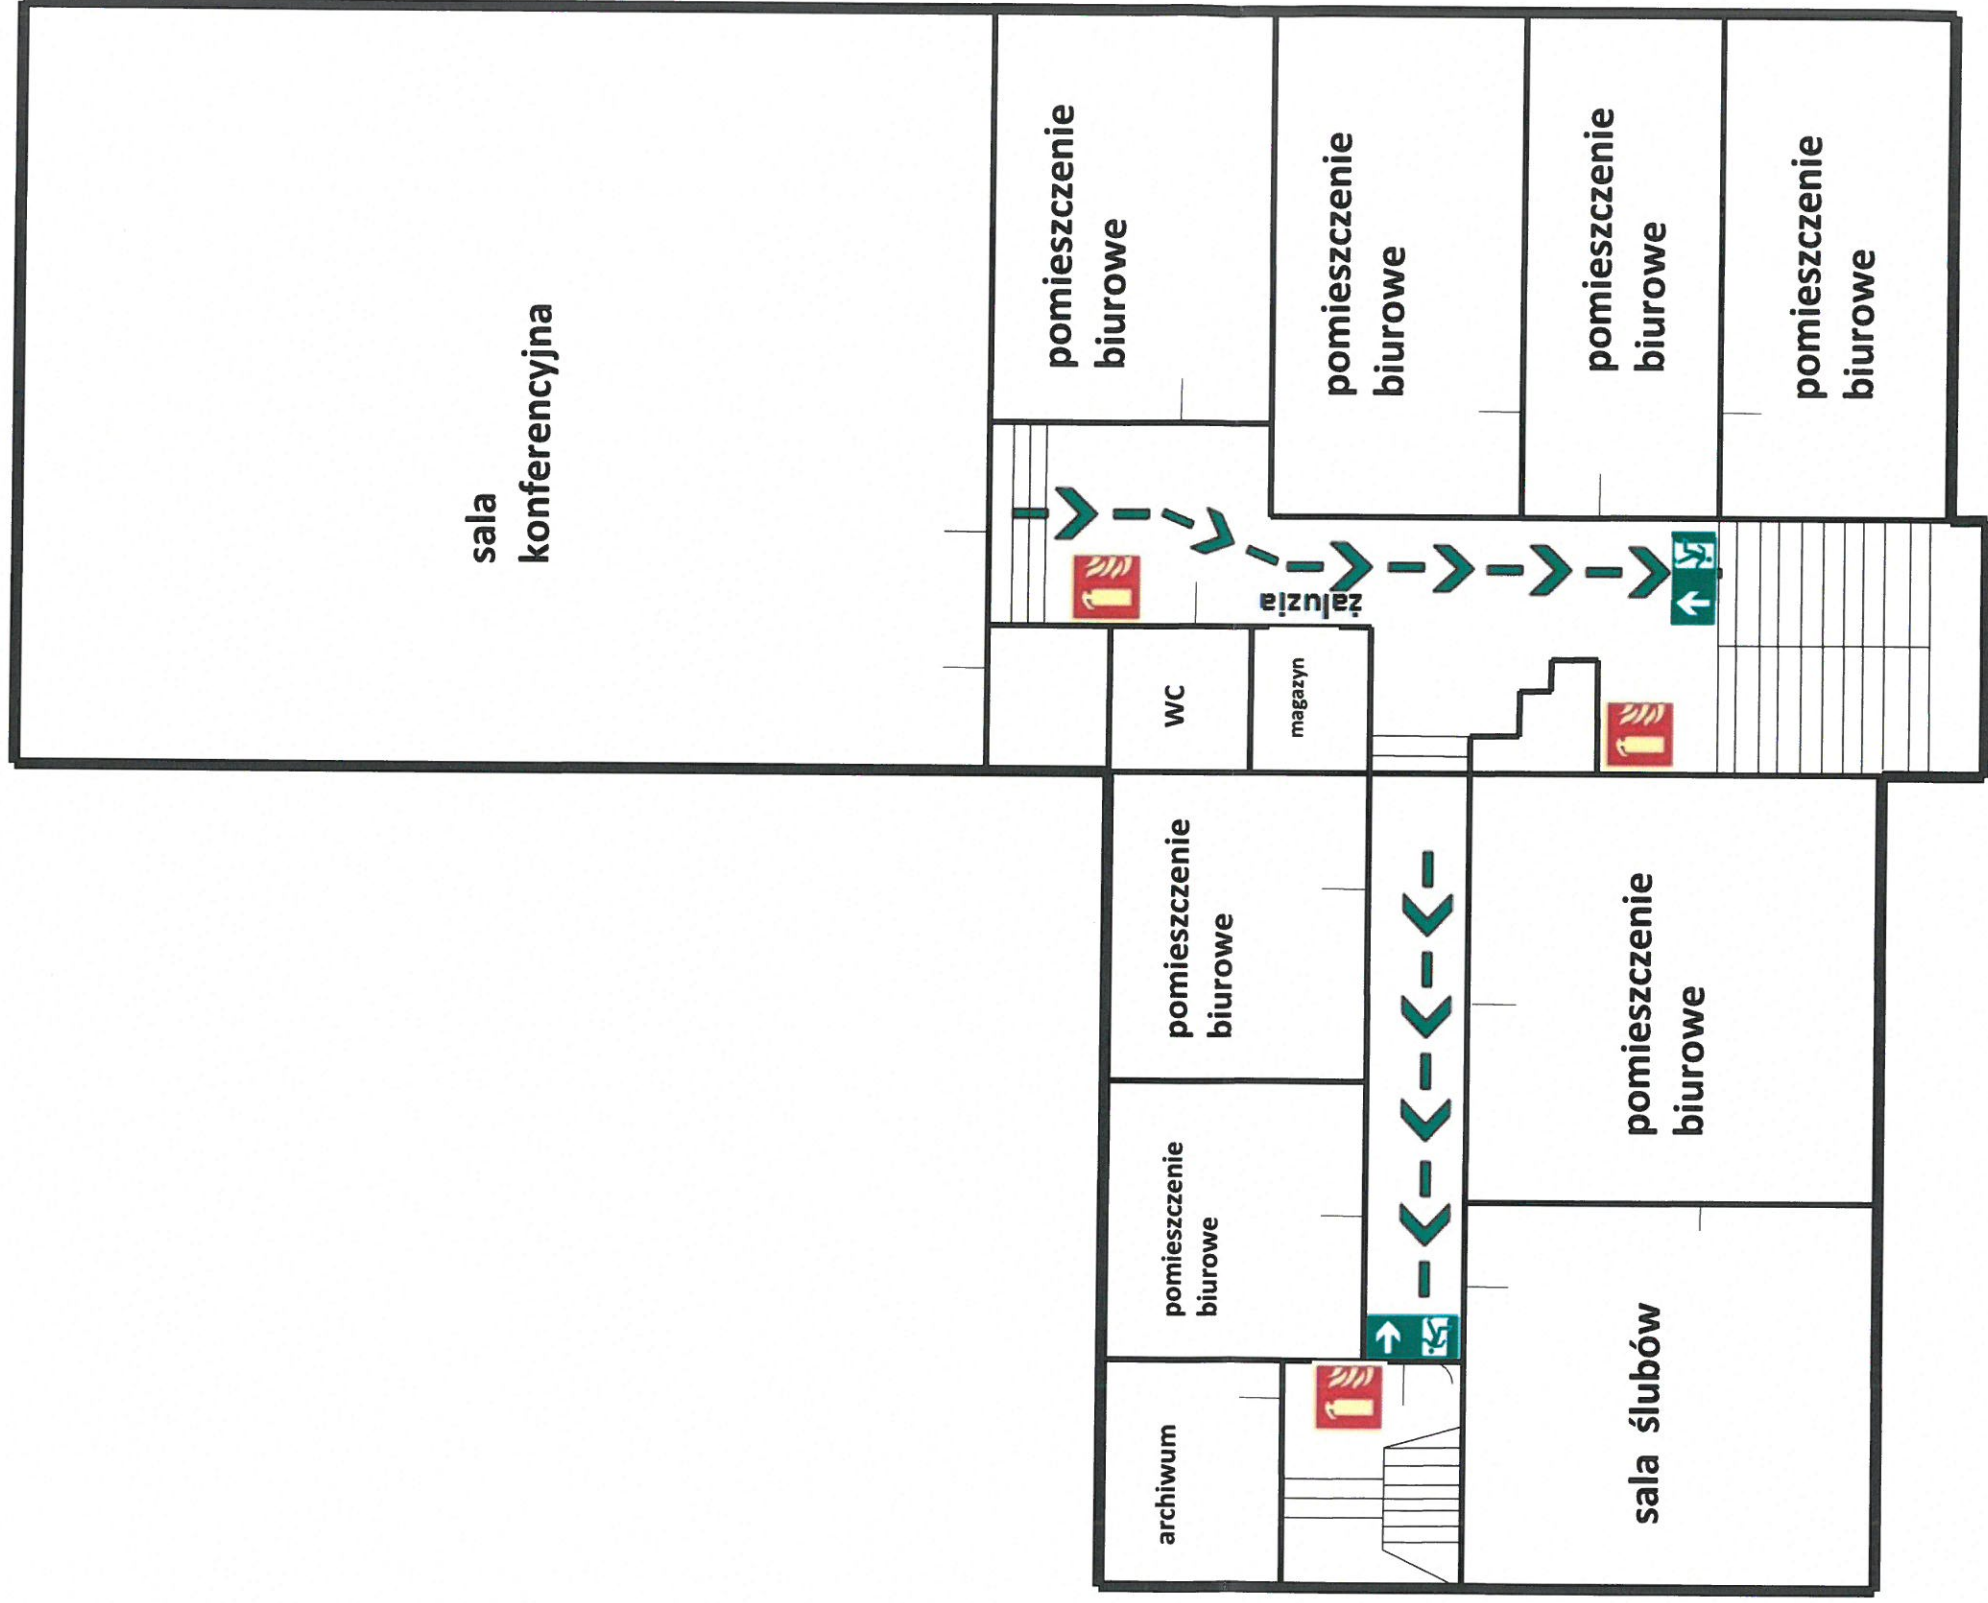 sala
konferencyjna
pomieszczenie
biurowe
pomieszczenie
biurowe
pomieszczenie
biurowe
pomieszczenie
biurowe
żaluzja
WC
magazyn
pomieszczenie
biurowe
pomieszczenie
biurowe
pomieszczenie
biurowe
archiwum
sala ślubów